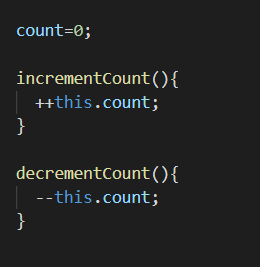 count=0;
incrementCount(){
++this.count;
}
decrementCount(){
--this.count;
}